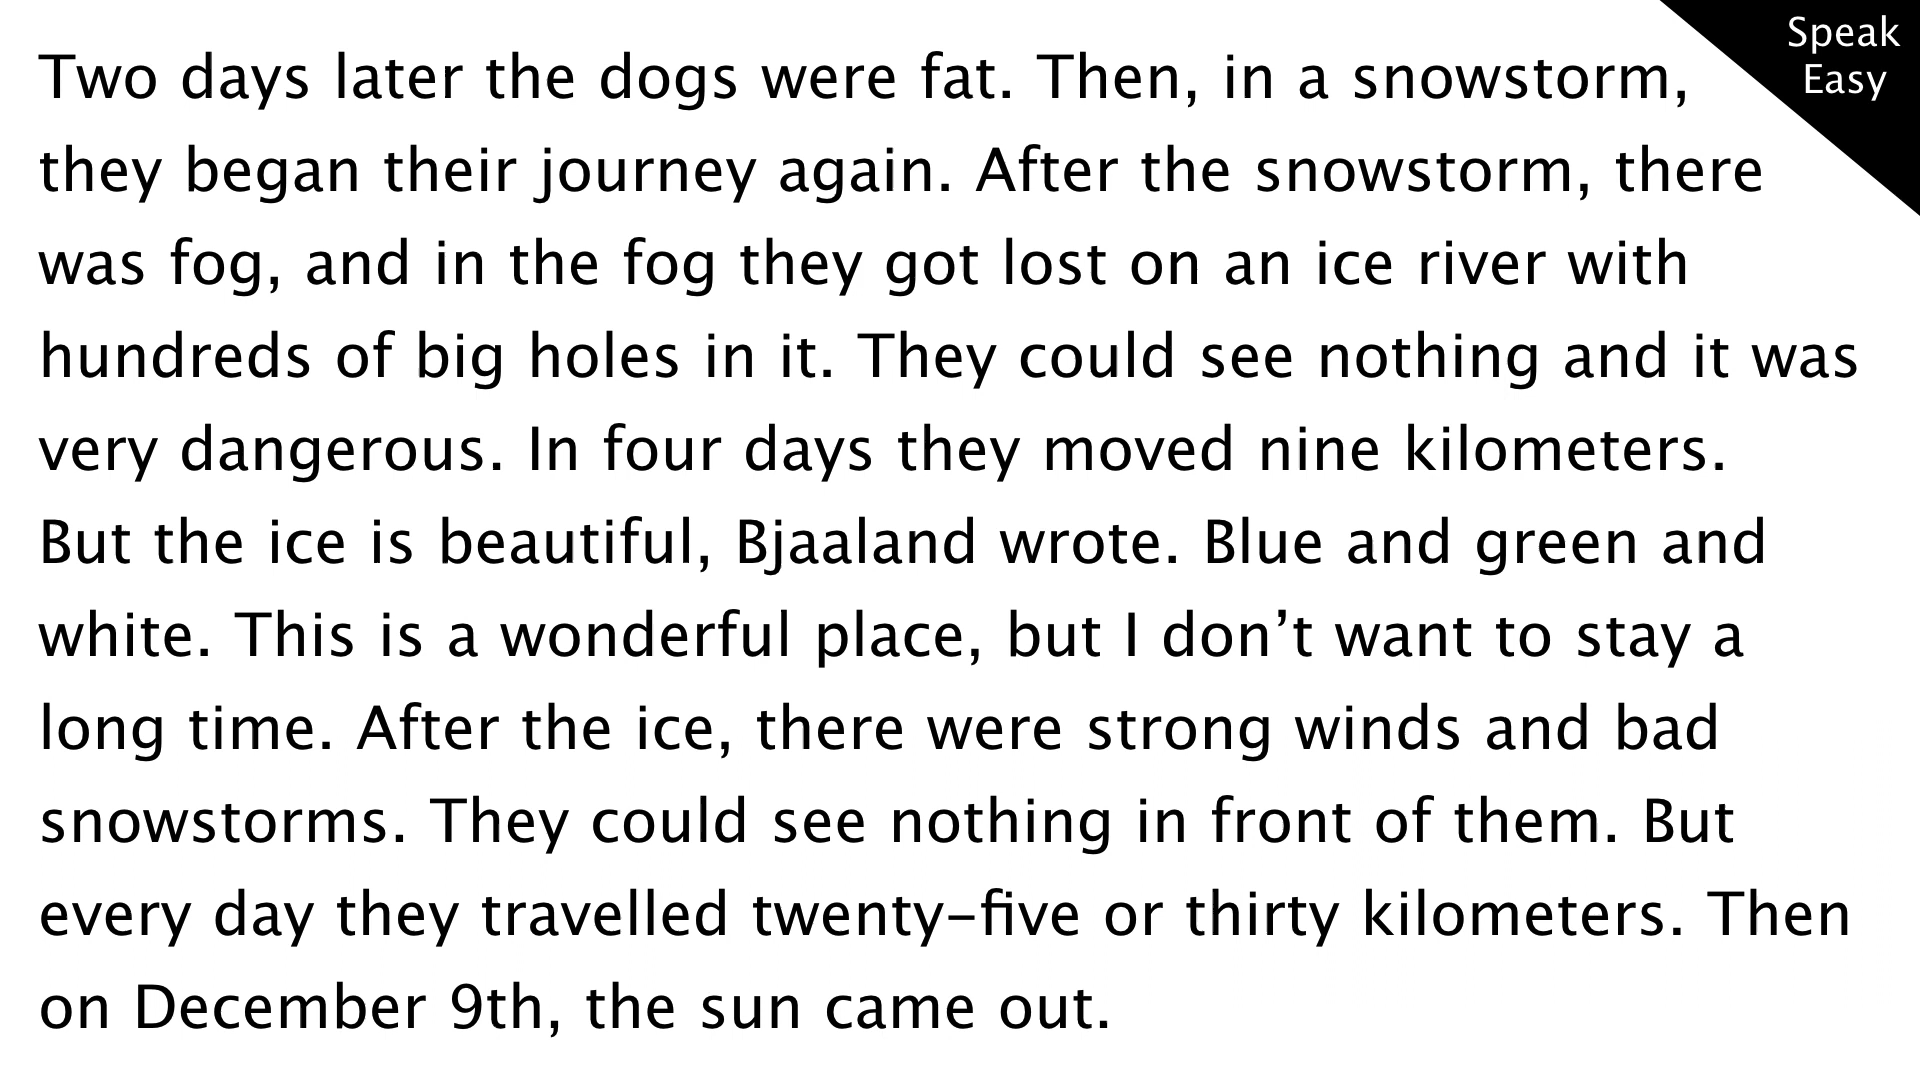 Two days later the dogs were fat. Then, in a snowstorm,
they began their journey again. After the snowstorm, there
was fog, and in the fog they got lost on an ice river with
hundreds of big holes in it. They could see nothing and it was
very dangerous. In four days they moved nine kilometers.
But the ice is beautiful, Bjaaland wrote. Blue and green and
white. This is a wonderful place, but I don’t want to stay a
long time. After the ice, there were strong winds and bad
snowstorms. They could see nothing in front of them. But
every day they travelled twenty–five or thirty kilometers. Then
on December 9th, the sun came out.
Speak
Easy